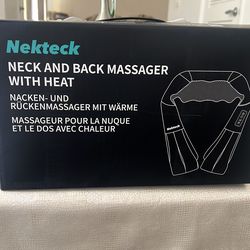 Nekteck
NECK AND BACK MASSAGER
WITH HEAT
NACKEN- UND
RÜCKENMASSAGER MIT WÄRME
MASSAGEUR POUR LA NUQUE
ET LE DOS AVEC CHALEUR
Nekteck